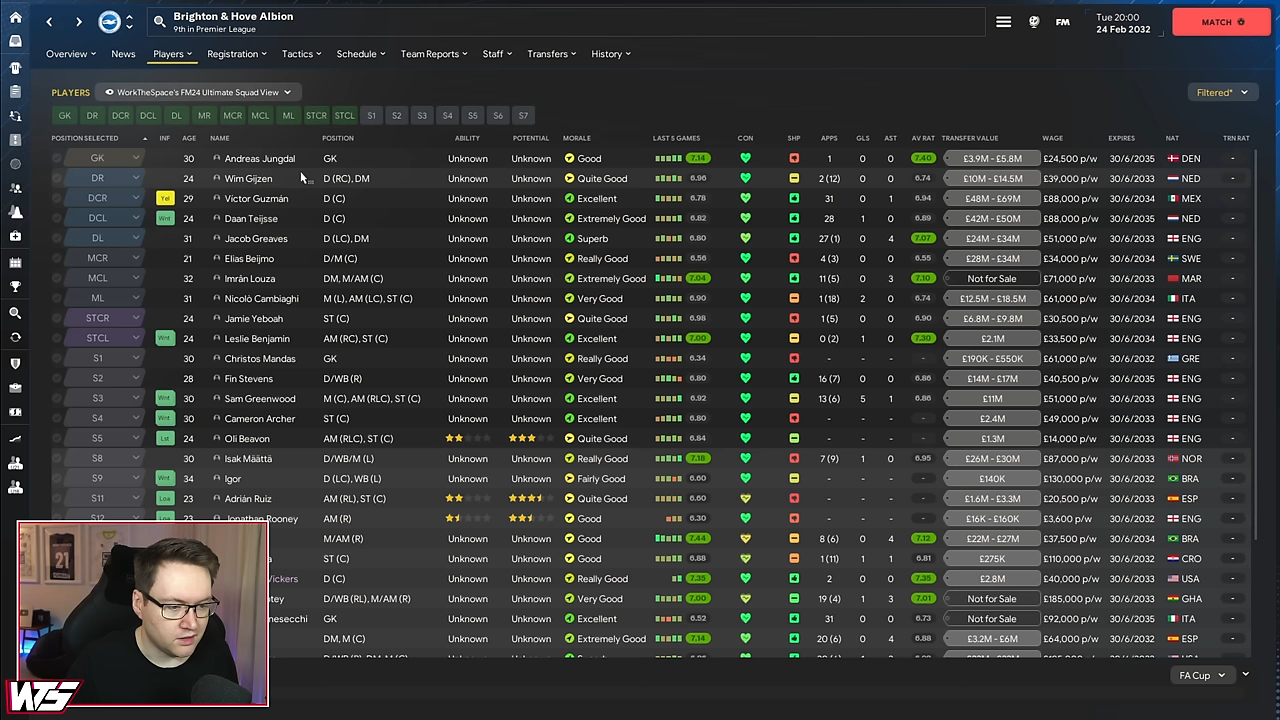 Brighton & Hove Albion
9th in Premier League
FM
Tue 20:00
24 Feb 2032
MATCH
Overview News Players Registration Tactics Schedule Team Reports Staff Transfers History
PLAYERS WorkTheSpace's FM24 Ultimate Squad View Filtered*
GK DR DCR DCL DL MR MCR MCL ML STCR STCL S1 S2 S3 S4 S5 S6 S7
POSITION SELECTED INF AGE NAME POSITION ABILITY POTENTIAL MORALE LAST 5 GAMES CON SHP APPS GLS AST AV RAT TRANSFER VALUE WAGE EXPIRES NAT TRN RAT
GK 30 Andreas Jungdal GK Unknown Unknown Good 7.14 1 0 0 7.40 £3.9M - £5.8M £24,500 p/w 30/6/2035 DEN -
DR 24 Wim Gijzen D (RC), DM Unknown Unknown Quite Good 6.96 2 (12) 0 0 6.74 £10M - £14.5M £39,000 p/w 30/6/2033 NED -
DCR Yel 29 Víctor Guzmán D (C) Unknown Unknown Excellent 6.78 31 0 1 6.94 £48M - £69M £88,000 p/w 30/6/2034 MEX -
DCL Wnt 24 Daan Teijsse D (C) Unknown Unknown Extremely Good 6.82 28 1 0 6.89 £42M - £50M £88,000 p/w 30/6/2035 NED -
DL 31 Jacob Greaves D (LC), DM Unknown Unknown Superb 6.80 27 (1) 0 4 7.07 £24M - £34M £51,000 p/w 30/6/2033 ENG -
MCR 21 Elias Beijmo D/M (C) Unknown Unknown Really Good 6.56 4 (3) 0 0 6.55 £28M - £34M £34,000 p/w 30/6/2034 SWE -
MCL 32 Imrân Louza DM, M/AM (C) Unknown Unknown Extremely Good 7.04 11 (5) 0 3 7.10 Not for Sale £71,000 p/w 30/6/2033 MAR -
ML 31 Nicolò Cambiaghi M (L), AM (LC), ST (C) Unknown Unknown Very Good 6.90 1 (18) 2 0 6.74 £12.5M - £18.5M £61,000 p/w 30/6/2034 ITA -
STCR 24 Jamie Yeboah ST (C) Unknown Unknown Quite Good 6.98 1 (5) 0 0 6.90 £6.8M - £9.8M £30,500 p/w 30/6/2034 ENG -
STCL Wnt 24 Leslie Benjamin AM (RC), ST (C) Unknown Unknown Excellent 7.00 0 (2) 1 0 7.30 £2.1M £33,500 p/w 30/6/2034 ENG -
S1 30 Christos Mandas GK Unknown Unknown Really Good 6.34 - - - - £190K - £550K £61,000 p/w 30/6/2032 GRE -
S2 28 Fin Stevens D/WB (R) Unknown Unknown Very Good 6.80 16 (7) 0 0 6.86 £14M - £17M £40,500 p/w 30/6/2035 ENG -
S3 Wnt 30 Sam Greenwood M (C), AM (RLC), ST (C) Unknown Unknown Excellent 6.92 13 (6) 5 1 6.86 £11M £51,000 p/w 30/6/2033 ENG -
S4 Wnt 30 Cameron Archer ST (C) Unknown Unknown Excellent 6.80 - - - - £2.4M £49,000 p/w 30/6/2033 ENG -
S5 Lst 24 Oli Beavon AM (RLC), ST (C) Quite Good 6.84 - - - - £1.3M £14,000 p/w 30/6/2033 ENG -
S8 30 Isak Määttä D/WB/M (L) Unknown Unknown Really Good 7.18 7 (9) 1 0 6.95 £26M - £30M £87,000 p/w 30/6/2033 NOR -
S9 Wnt 34 Igor D (LC), WB (L) Unknown Unknown Fairly Good 6.60 - - - - £140K £130,000 p/w 30/6/2032 BRA -
S11 Loa 23 Adrián Ruiz AM (RL), ST (C) Quite Good 6.60 - - - - £1.6M - £3.3M £20,500 p/w 30/6/2033 ESP -
S12 Loa 23 Jonathan Rooney AM (R) Good 6.30 - - - - £16K - £160K £3,600 p/w 30/6/2032 ENG -
M/AM (R) Unknown Unknown Good 7.44 8 (6) 0 4 7.12 £22M - £27M £37,500 p/w 30/6/2034 BRA -
ST (C) Unknown Unknown Good 6.88 1 (11) 1 1 6.81 £275K £110,000 p/w 30/6/2032 CRO -
Vickers D (C) Unknown Unknown Really Good 7.35 2 0 0 7.35 £2.8M £40,000 p/w 30/6/2033 USA -
D/WB (RL), M/AM (R) Unknown Unknown Very Good 7.00 19 (4) 1 3 7.01 Not for Sale £185,000 p/w 30/6/2033 GHA -
GK Unknown Unknown Excellent 6.52 31 0 0 6.73 Not for Sale £92,000 p/w 30/6/2035 ITA -
DM, M (C) Unknown Unknown Extremely Good 7.14 20 (6) 0 4 6.88 £3.2M - £6M £64,000 p/w 30/6/2032 ESP -
FA Cup
21
WTS